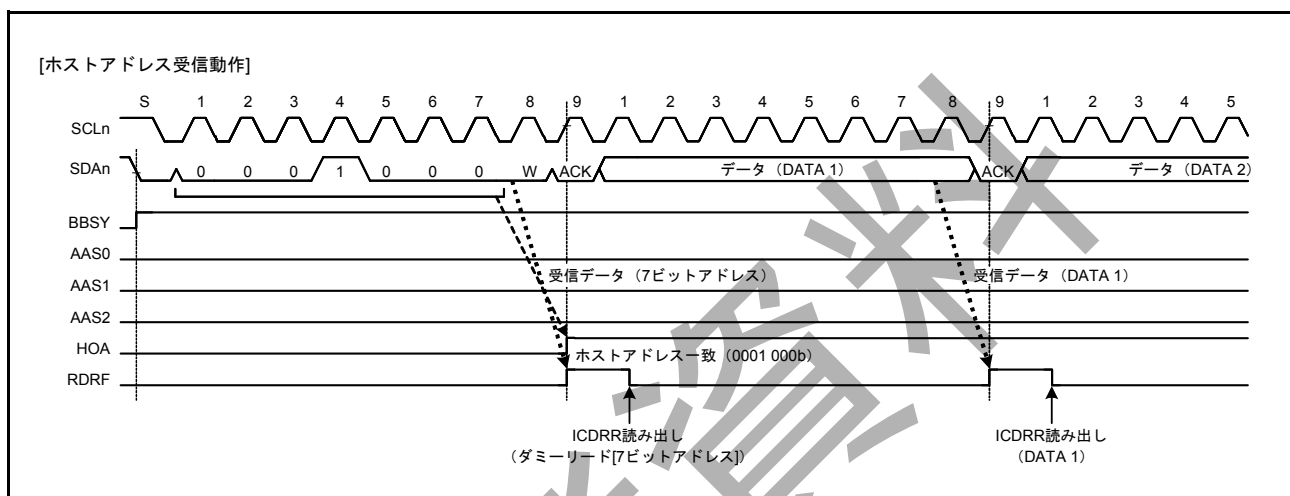 [ホストアドレス受信動作]
S 1 2 3 4 5 6 7 8 9 1 2 3 4 5 6 7 8 9 1 2 3 4 5
SCLn
SDAn 0 0 0 1 0 0 0 W ACK データ（DATA 1） ACK データ（DATA 2）
BBSY
AAS0
受信データ（7ビットアドレス） 受信データ（DATA 1）
AAS1
AAS2
HOA
ホストアドレス一致（0001 000b）
RDRF
ICDRR読み出し
（ダミーリード[7ビットアドレス]）
ICDRR読み出し
（DATA 1）
資料